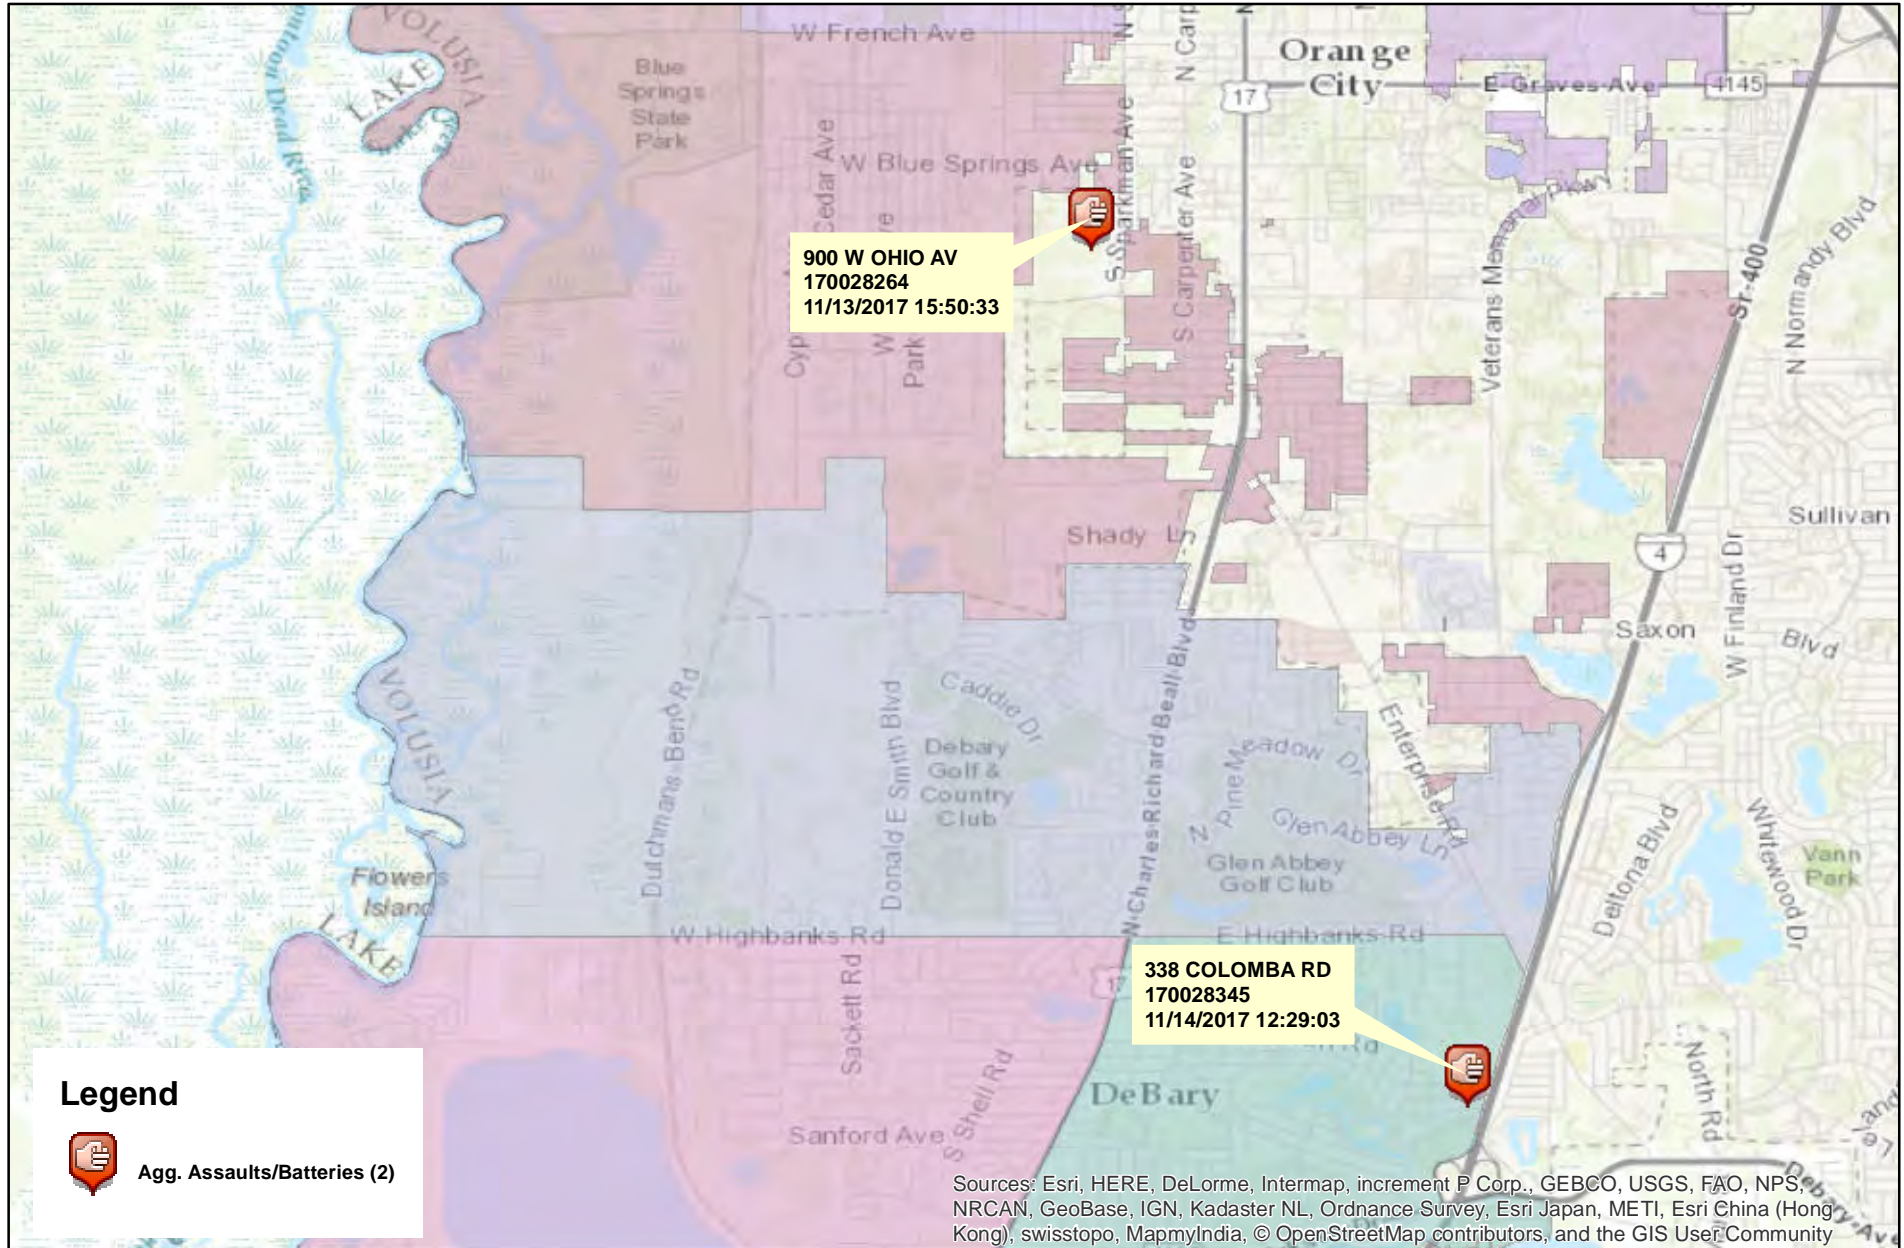 VOLUSIA
LAKE
W French Ave
Blue
Springs
State
Park
Orange
City
17
E Graves Ave
4145
N Carp
Cedar Ave
W Blue Springs Ave
S Sparkman Ave
S Carpenter Ave
Veterans Memorial Pkwy
Sr 400
N Normandy Blvd
900 W OHIO AV
170028264
11/13/2017 15:50:33
Park
Shady Ln
Sullivan
4
Saxon
Blvd
W Finland Dr
VOLUSIA
Dutchmans Bend Rd
Donald E Smith Blvd
Caddie Dr
Debary
Golf &
Country
Club
N Charles Richard Beall Blvd
Enterprise Rd
Glen Abbey Ln
Glen Abbey
Golf Club
Deltona Blvd
Whitewood Dr
Vann
Park
Flowers
Island
LAKE
W Highbanks Rd
E Highbanks Rd
338 COLOMBA RD
170028345
11/14/2017 12:29:03
Sackett Rd
S Shell Rd
DeBary
Sanford Ave
North Rd
Debary Ave
Legend
Agg. Assaults/Batteries (2)
Sources: Esri, HERE, DeLorme, Intermap, increment P Corp., GEBCO, USGS, FAO, NPS,
NRCAN, GeoBase, IGN, Kadaster NL, Ordnance Survey, Esri Japan, METI, Esri China (Hong
Kong), swisstopo, MapmyIndia, © OpenStreetMap contributors, and the GIS User Community